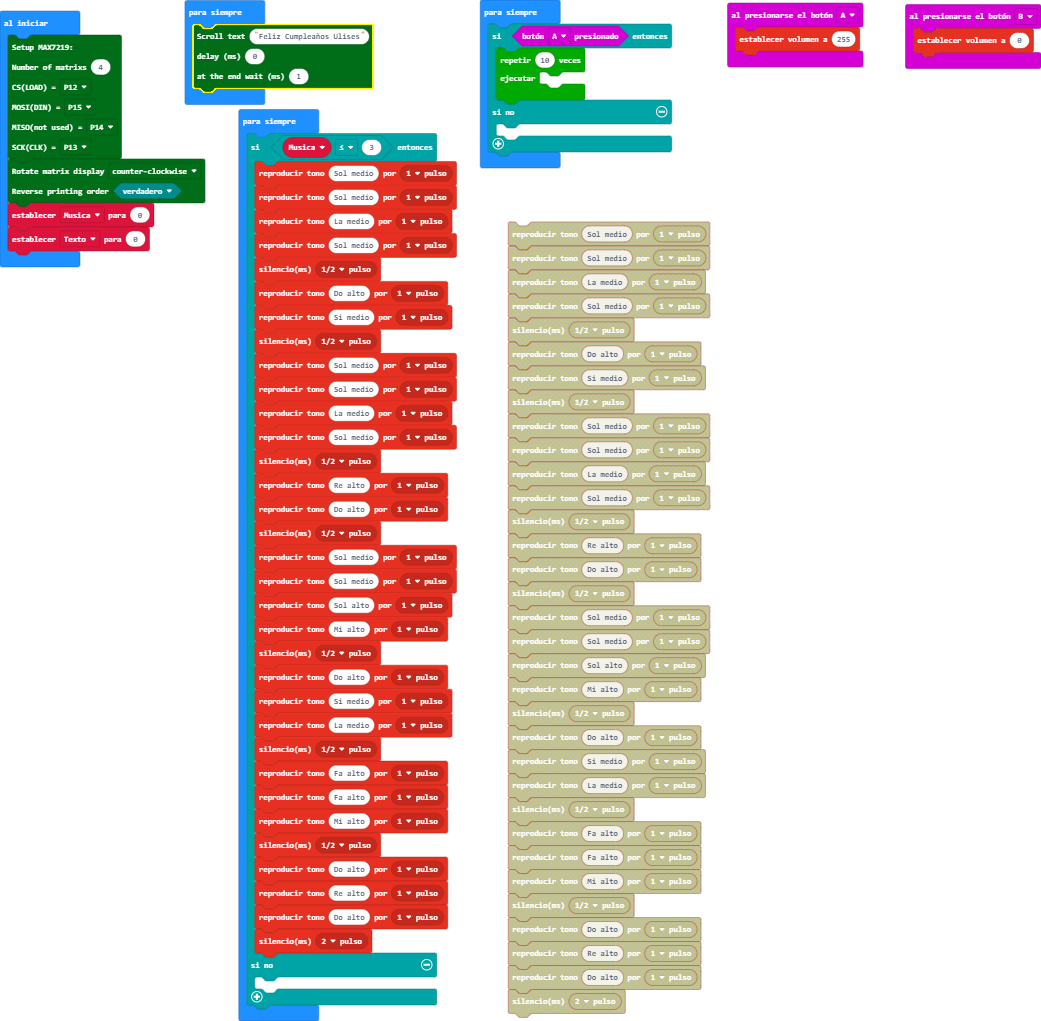 al iniciar
Setup MAX7219:
Number of matrixs 4
CS(LOAD) = P12
MOSI(DIN) = P15
MISO(not used) = P14
SCK(CLK) = P13
Rotate matrix display counter-clockwise
Reverse printing order verdadero
establecer Musica para 0
establecer Texto para 0
para siempre
Scroll text "Feliz Cumpleaños Ulises"
delay (ms) 0
at the end wait (ms) 1
para siempre
si Musica ≤ 3 entonces
reproducir tono Sol medio por 1 pulso
reproducir tono Sol medio por 1 pulso
reproducir tono La medio por 1 pulso
reproducir tono Sol medio por 1 pulso
silencio(ms) 1/2 pulso
reproducir tono Do alto por 1 pulso
reproducir tono Si medio por 1 pulso
silencio(ms) 1/2 pulso
reproducir tono Sol medio por 1 pulso
reproducir tono Sol medio por 1 pulso
reproducir tono La medio por 1 pulso
reproducir tono Sol medio por 1 pulso
silencio(ms) 1/2 pulso
reproducir tono Re alto por 1 pulso
reproducir tono Do alto por 1 pulso
silencio(ms) 1/2 pulso
reproducir tono Sol medio por 1 pulso
reproducir tono Sol medio por 1 pulso
reproducir tono Sol alto por 1 pulso
reproducir tono Mi alto por 1 pulso
silencio(ms) 1/2 pulso
reproducir tono Do alto por 1 pulso
reproducir tono Si medio por 1 pulso
reproducir tono La medio por 1 pulso
silencio(ms) 1/2 pulso
reproducir tono Fa alto por 1 pulso
reproducir tono Fa alto por 1 pulso
reproducir tono Mi alto por 1 pulso
silencio(ms) 1/2 pulso
reproducir tono Do alto por 1 pulso
reproducir tono Re alto por 1 pulso
reproducir tono Do alto por 1 pulso
silencio(ms) 2 pulso
si no
para siempre
si botón A presionado entonces
repetir 10 veces
ejecutar
si no
reproducir tono Sol medio por 1 pulso
reproducir tono Sol medio por 1 pulso
reproducir tono La medio por 1 pulso
reproducir tono Sol medio por 1 pulso
silencio(ms) 1/2 pulso
reproducir tono Do alto por 1 pulso
reproducir tono Si medio por 1 pulso
silencio(ms) 1/2 pulso
reproducir tono Sol medio por 1 pulso
reproducir tono Sol medio por 1 pulso
reproducir tono La medio por 1 pulso
reproducir tono Sol medio por 1 pulso
silencio(ms) 1/2 pulso
reproducir tono Re alto por 1 pulso
reproducir tono Do alto por 1 pulso
silencio(ms) 1/2 pulso
reproducir tono Sol medio por 1 pulso
reproducir tono Sol medio por 1 pulso
reproducir tono Sol alto por 1 pulso
reproducir tono Mi alto por 1 pulso
silencio(ms) 1/2 pulso
reproducir tono Do alto por 1 pulso
reproducir tono Si medio por 1 pulso
reproducir tono La medio por 1 pulso
silencio(ms) 1/2 pulso
reproducir tono Fa alto por 1 pulso
reproducir tono Fa alto por 1 pulso
reproducir tono Mi alto por 1 pulso
silencio(ms) 1/2 pulso
reproducir tono Do alto por 1 pulso
reproducir tono Re alto por 1 pulso
reproducir tono Do alto por 1 pulso
silencio(ms) 2 pulso
al presionarse el botón A
establecer volumen a 255
al presionarse el botón B
establecer volumen a 0